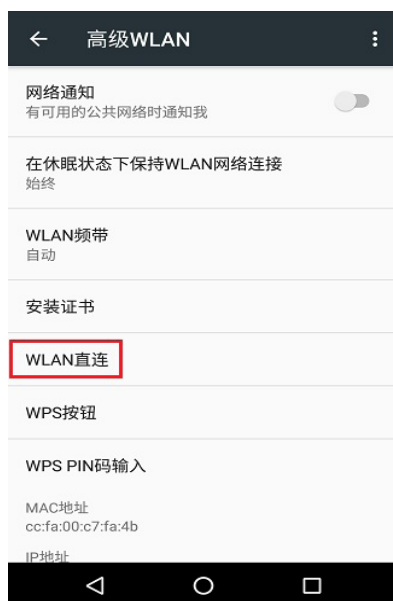 高级WLAN
网络通知
有可用的公共网络时通知我
在休眠状态下保持WLAN网络连接
始终
WLAN频带
自动
安装证书
WLAN直连
WPS按钮
WPS PIN码输入
MAC地址
cc:fa:00:c7:fa:4b
IP地址